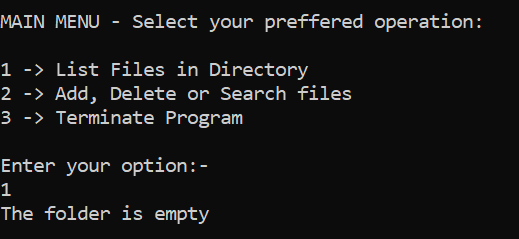 MAIN MENU - Select your preffered operation:
1 -> List Files in Directory
2 -> Add, Delete or Search files
3 -> Terminate Program
Enter your option:-
1
The folder is empty